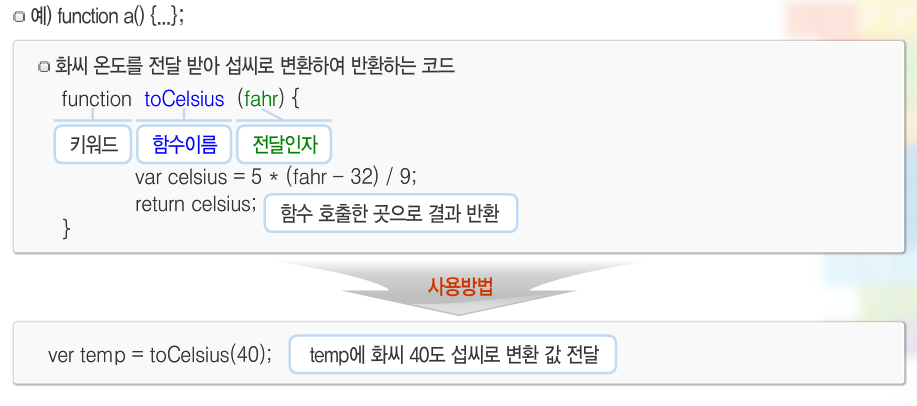 예) function a() {...};
화씨 온도를 전달 받아 섭씨로 변환하여 반환하는 코드
function toCelsius (fahr) {
키워드 함수이름 전달인자
var celsius = 5 * (fahr - 32) / 9;
return celsius; 함수 호출한 곳으로 결과 반환
}
사용방법
ver temp = toCelsius(40); temp에 화씨 40도 섭씨로 변환 값 전달